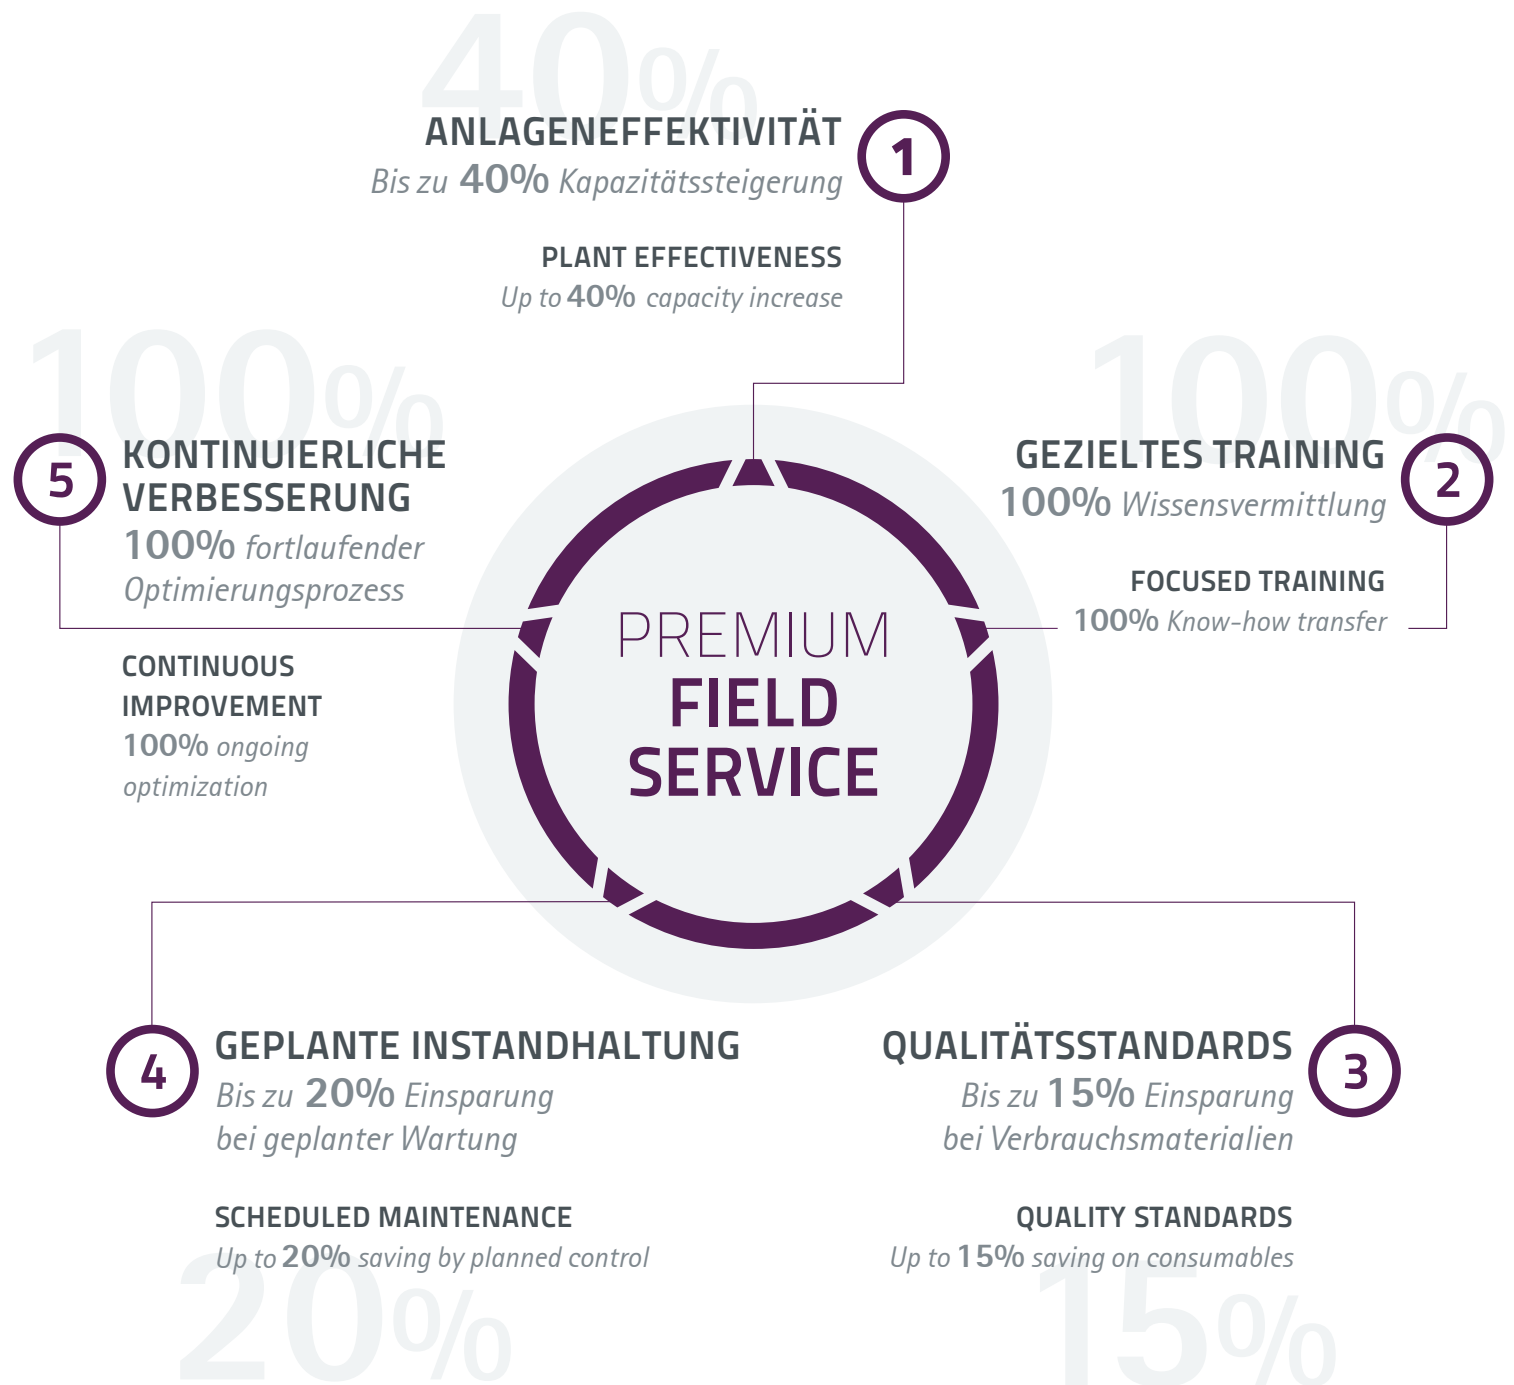 40%
1
ANLAGENEFFEKTIVITÄT
Bis zu 40% Kapazitätssteigerung
PLANT EFFECTIVENESS
Up to 40% capacity increase
100%
2
GEZIELTES TRAINING
100% Wissensvermittlung
FOCUSED TRAINING
100% Know-how transfer
100%
5
KONTINUIERLICHE
VERBESSERUNG
100% fortlaufender
Optimierungsprozess
CONTINUOUS
IMPROVEMENT
100% ongoing
optimization
PREMIUM
FIELD
SERVICE
4
GEPLANTE INSTANDHALTUNG
Bis zu 20% Einsparung
bei geplanter Wartung
SCHEDULED MAINTENANCE
Up to 20% saving by planned control
20%
3
QUALITÄTSSTANDARDS
Bis zu 15% Einsparung
bei Verbrauchsmaterialien
QUALITY STANDARDS
Up to 15% saving on consumables
15%